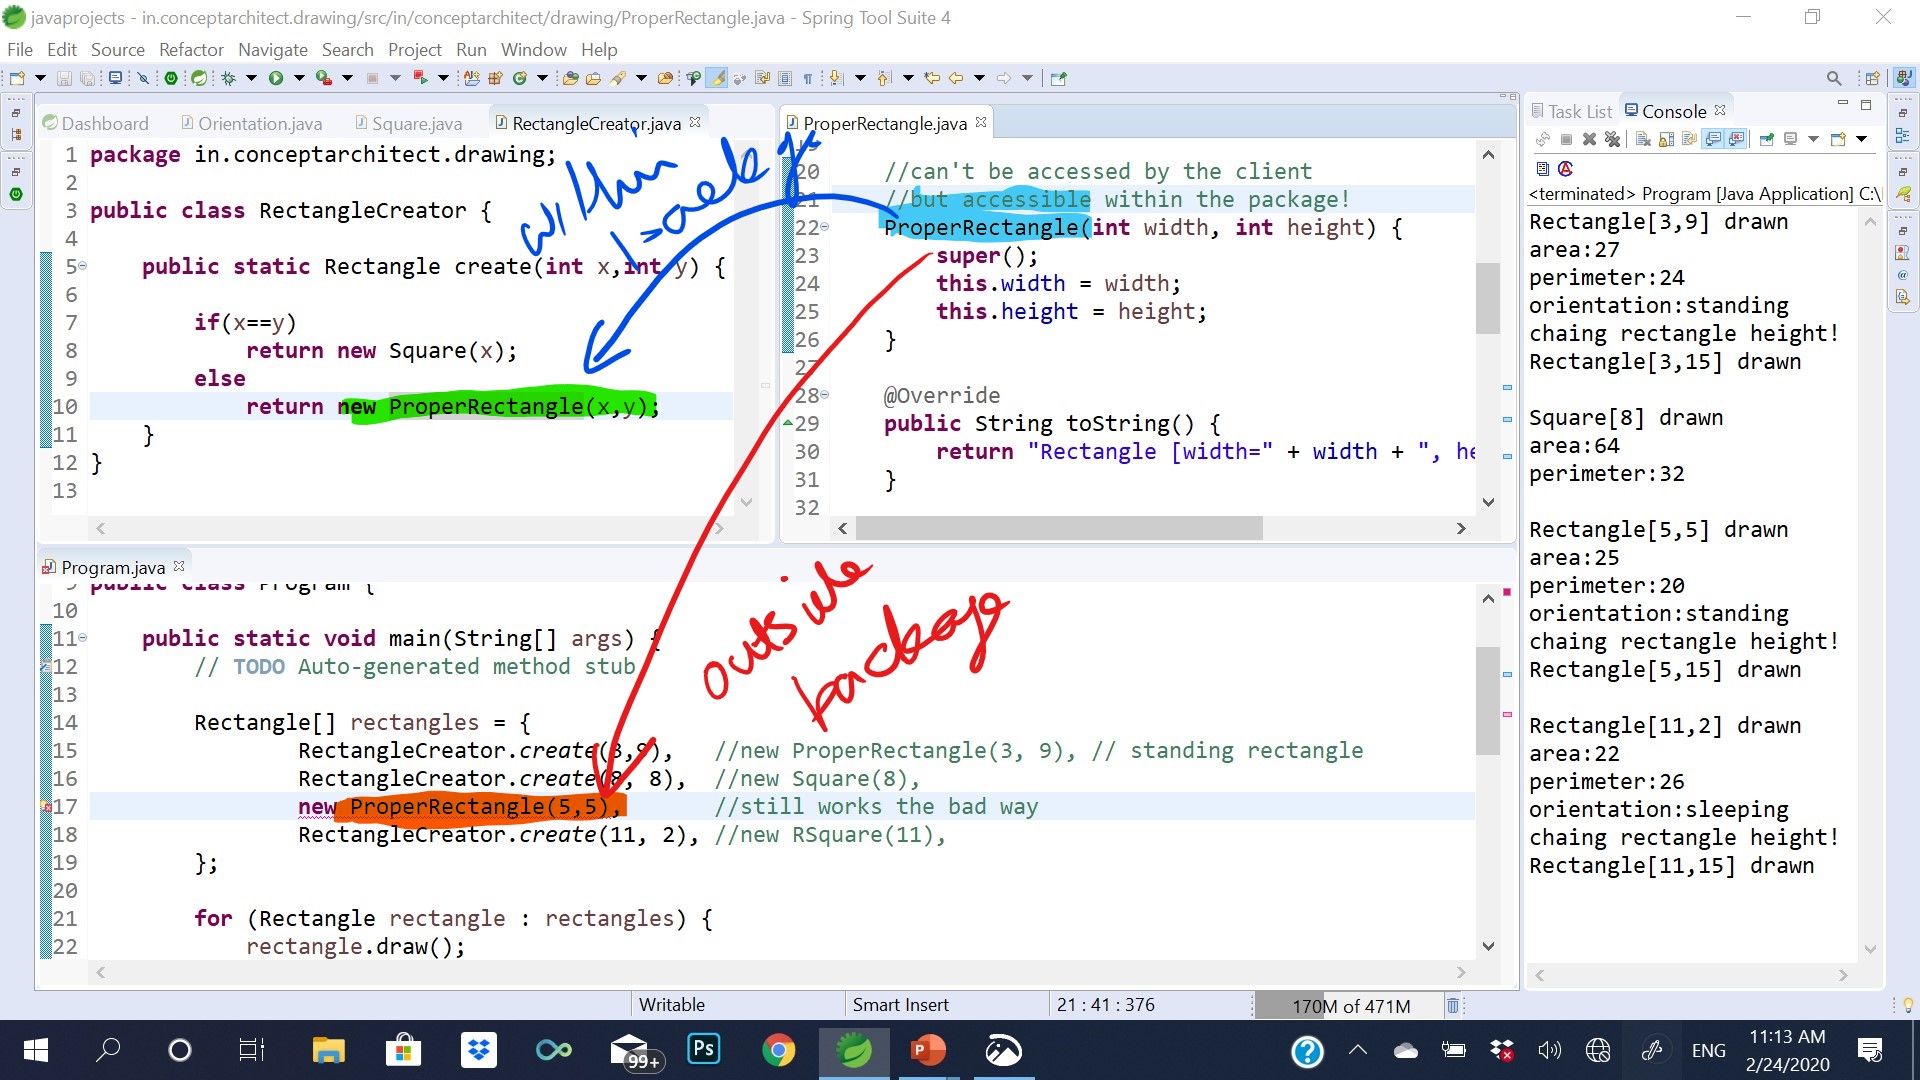 javaprojects - in.conceptarchitect.drawing/src/in/conceptarchitect/drawing/ProperRectangle.java - Spring Tool Suite 4
File Edit Source Refactor Navigate Search Project Run Window Help
Dashboard Orientation.java Square.java RectangleCreator.java
1 package in.conceptarchitect.drawing;
2
3 public class RectangleCreator {
4
5 public static Rectangle create(int x,int y) {
6
7 if(x==y)
8 return new Square(x);
9 else
10 return new ProperRectangle(x,y);
11 }
12 }
13
within
package
ProperRectangle.java
20 //can't be accessed by the client
21 //but accessible within the package!
22 ProperRectangle(int width, int height) {
23 super();
24 this.width = width;
25 this.height = height;
26 }
27
28 @Override
29 public String toString() {
30 return "Rectangle [width=" + width + ", he
31 }
32
Program.java
9 public class Program {
10
11 public static void main(String[] args) {
12 // TODO Auto-generated method stub
13
14 Rectangle[] rectangles = {
15 RectangleCreator.create(3,9), //new ProperRectangle(3, 9), // standing rectangle
16 RectangleCreator.create(8, 8), //new Square(8),
17 new ProperRectangle(5,5), //still works the bad way
18 RectangleCreator.create(11, 2), //new RSquare(11),
19 };
20
21 for (Rectangle rectangle : rectangles) {
22 rectangle.draw();
outside
package
Task List Console
<terminated> Program [Java Application] C:\
Rectangle[3,9] drawn
area:27
perimeter:24
orientation:standing
chaing rectangle height!
Rectangle[3,15] drawn
Square[8] drawn
area:64
perimeter:32
Rectangle[5,5] drawn
area:25
perimeter:20
orientation:standing
chaing rectangle height!
Rectangle[5,15] drawn
Rectangle[11,2] drawn
area:22
perimeter:26
orientation:sleeping
chaing rectangle height!
Rectangle[11,15] drawn
Writable Smart Insert 21 : 41 : 376 170M of 471M
99+ Ps P ENG 11:13 AM
2/24/2020